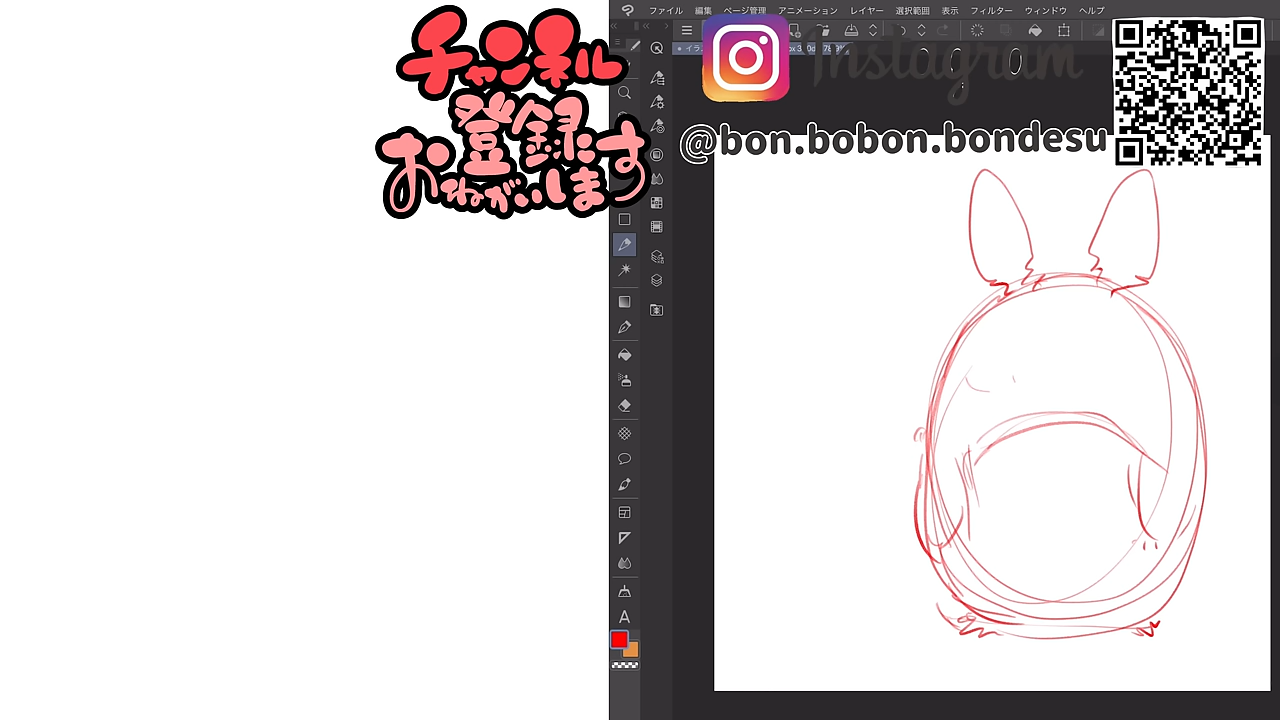 チャンネル
登録
おねがいします
ファイル 編集 ページ管理 アニメーション レイヤー 選択範囲 表示 フィルター ウィンドウ ヘルプ
Instagram
@bon.bobon.bondesu
A